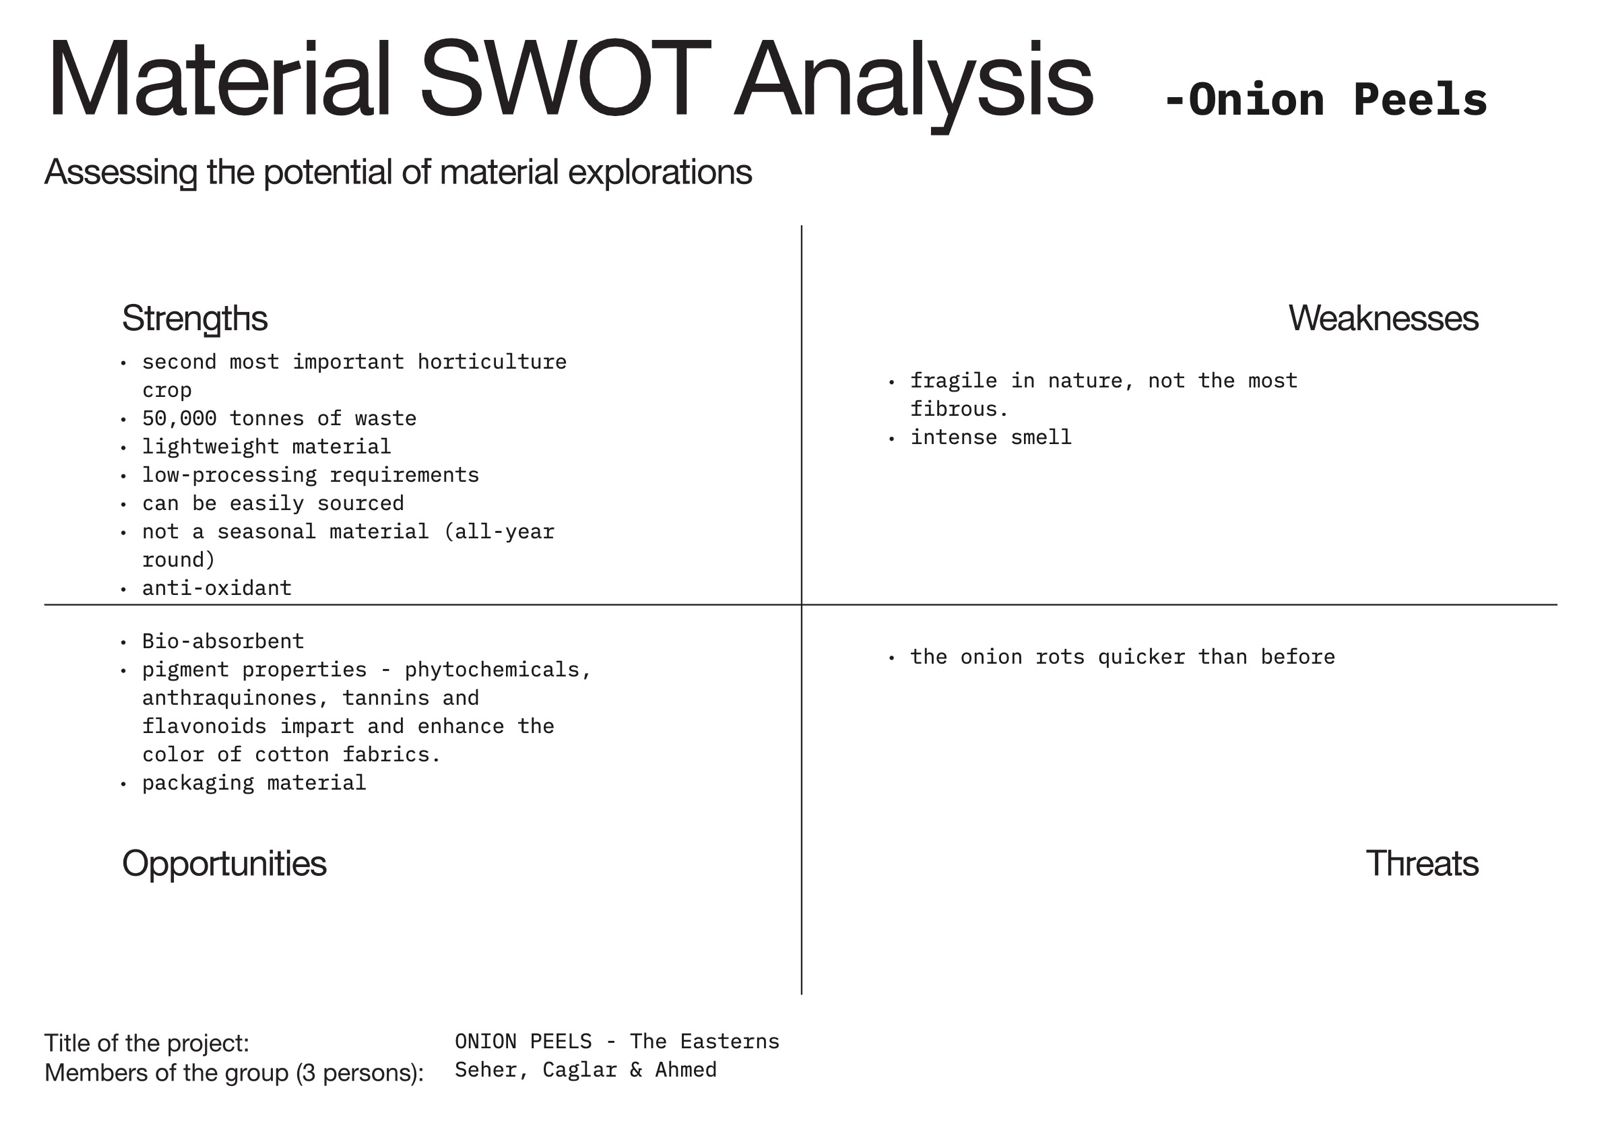 Material SWOT Analysis -Onion Peels
Assessing the potential of material explorations
Strengths
• second most important horticulture
crop
• 50,000 tonnes of waste
• lightweight material
• low-processing requirements
• can be easily sourced
• not a seasonal material (all-year
round)
• anti-oxidant
Weaknesses
• fragile in nature, not the most
fibrous.
• intense smell
• Bio-absorbent
• pigment properties - phytochemicals,
anthraquinones, tannins and
flavonoids impart and enhance the
color of cotton fabrics.
• packaging material
Opportunities
• the onion rots quicker than before
Threats
Title of the project: ONION PEELS - The Easterns
Members of the group (3 persons): Seher, Caglar & Ahmed